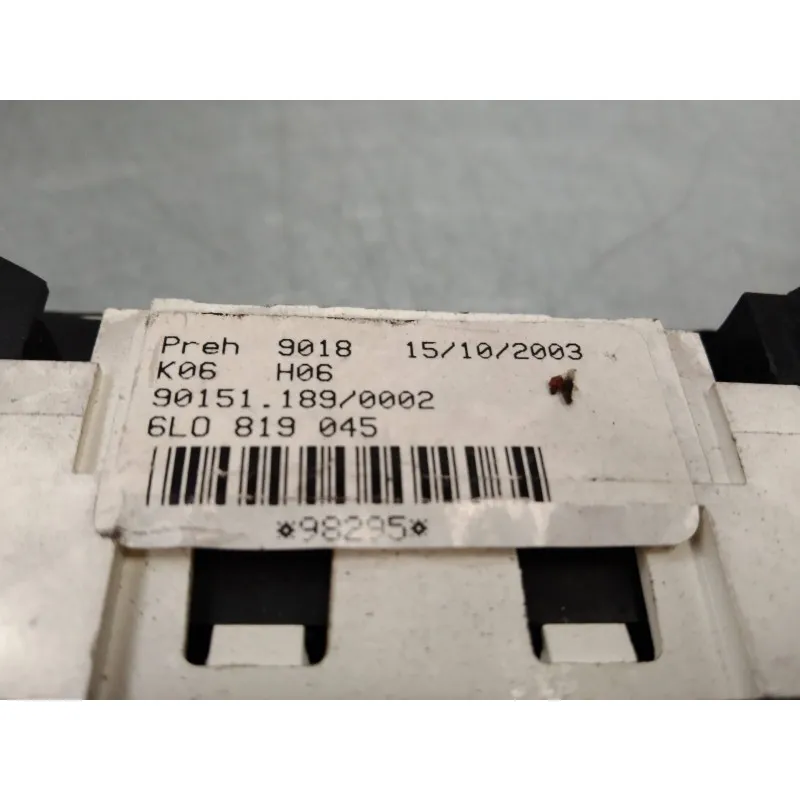 Preh 9018 15/10/2003
K06 H06
90151.189/0002
6L0 819 045
*98295*